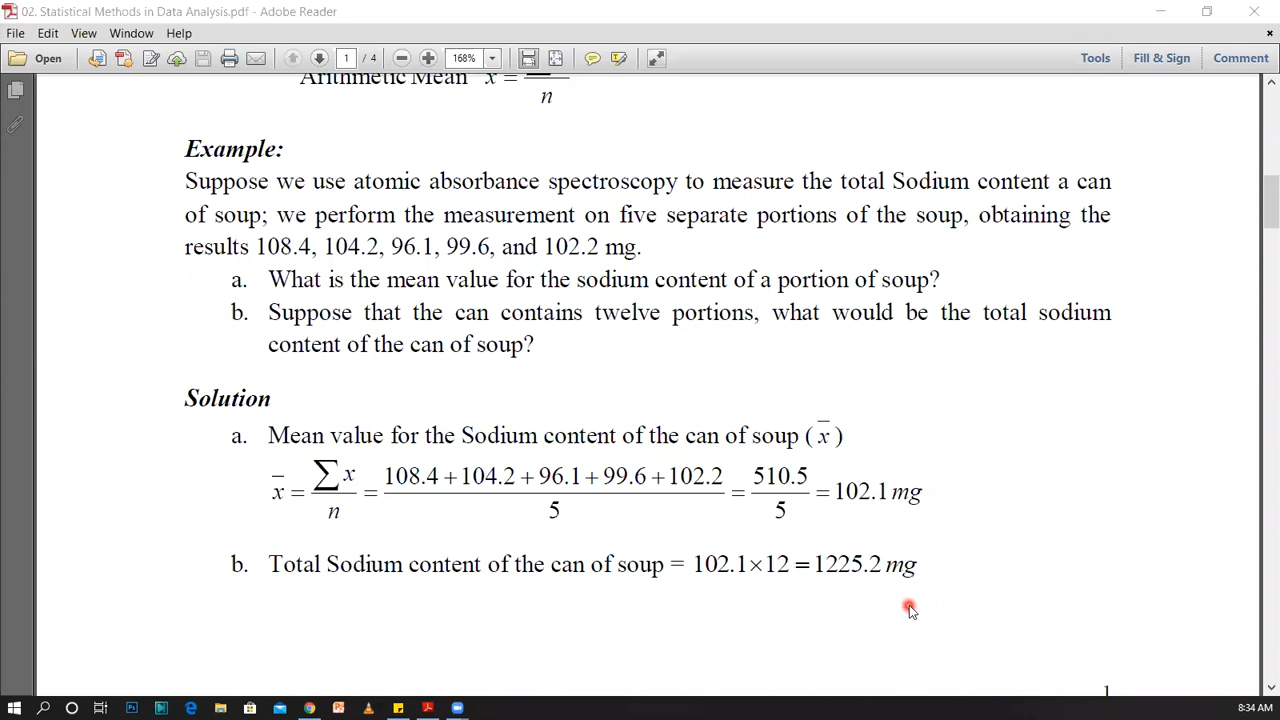 02. Statistical Methods in Data Analysis.pdf - Adobe Reader
File Edit View Window Help
Open 1 / 4 168% Tools Fill & Sign Comment
Arithmetic Mean x =
n
Example:
Suppose we use atomic absorbance spectroscopy to measure the total Sodium content a can
of soup; we perform the measurement on five separate portions of the soup, obtaining the
results 108.4, 104.2, 96.1, 99.6, and 102.2 mg.
a. What is the mean value for the sodium content of a portion of soup?
b. Suppose that the can contains twelve portions, what would be the total sodium
content of the can of soup?
Solution
a. Mean value for the Sodium content of the can of soup ( x̄ )
x̄ = ∑ x / n = 108.4 + 104.2 + 96.1 + 99.6 + 102.2 / 5 = 510.5 / 5 = 102.1 mg
b. Total Sodium content of the can of soup = 102.1 × 12 = 1225.2 mg
1
8:34 AM